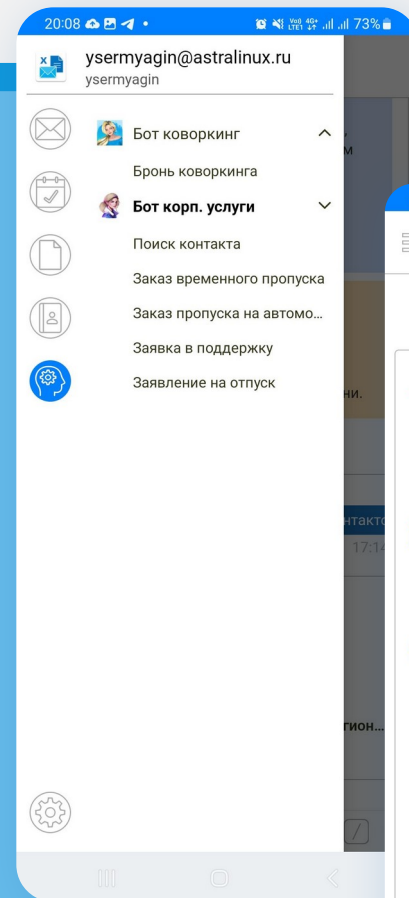 20:08 73%
ysermyagin@astralinux.ru
ysermyagin
Бот коворкинг
Бронь коворкинга
Бот корп. услуги
Поиск контакта
Заказ временного пропуска
Заказ пропуска на автомо...
Заявка в поддержку
Заявление на отпуск
ни.
нтакто
17:14
гион...